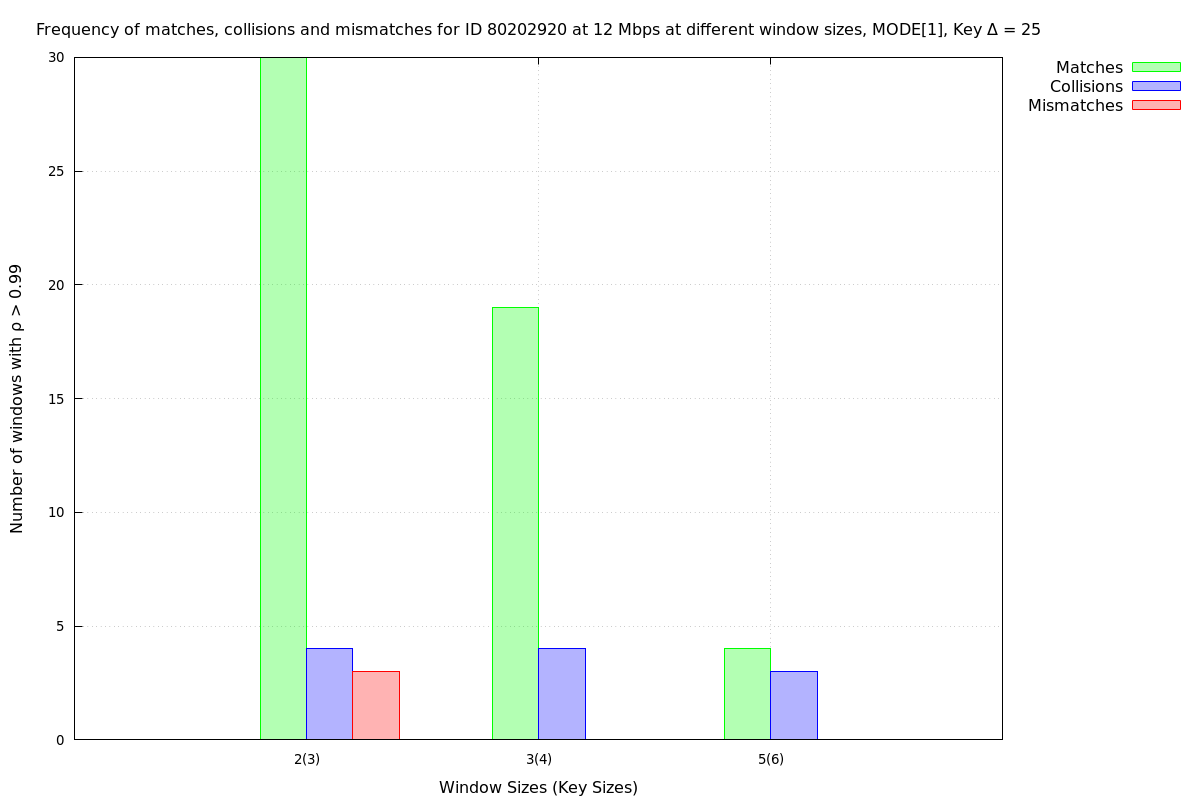 Frequency of matches, collisions and mismatches for ID 80202920 at 12 Mbps at different window sizes, MODE[1], Key Δ = 25
Matches
Collisions
Mismatches
Number of windows with ρ > 0.99
30
25
20
15
10
5
0
2(3) 3(4) 5(6)
Window Sizes (Key Sizes)